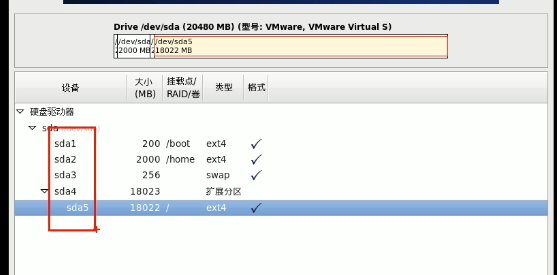 Drive /dev/sda (20480 MB) (型号: VMware, VMware Virtual S)
/dev/sda5
2000 MB
18022 MB
设备
大小
(MB)
挂载点/
RAID/卷
类型
格式
硬盘驱动器
sda
sda1 200 /boot ext4
sda2 2000 /home ext4
sda3 256 swap
sda4 18023 扩展分区
sda5 18022 / ext4